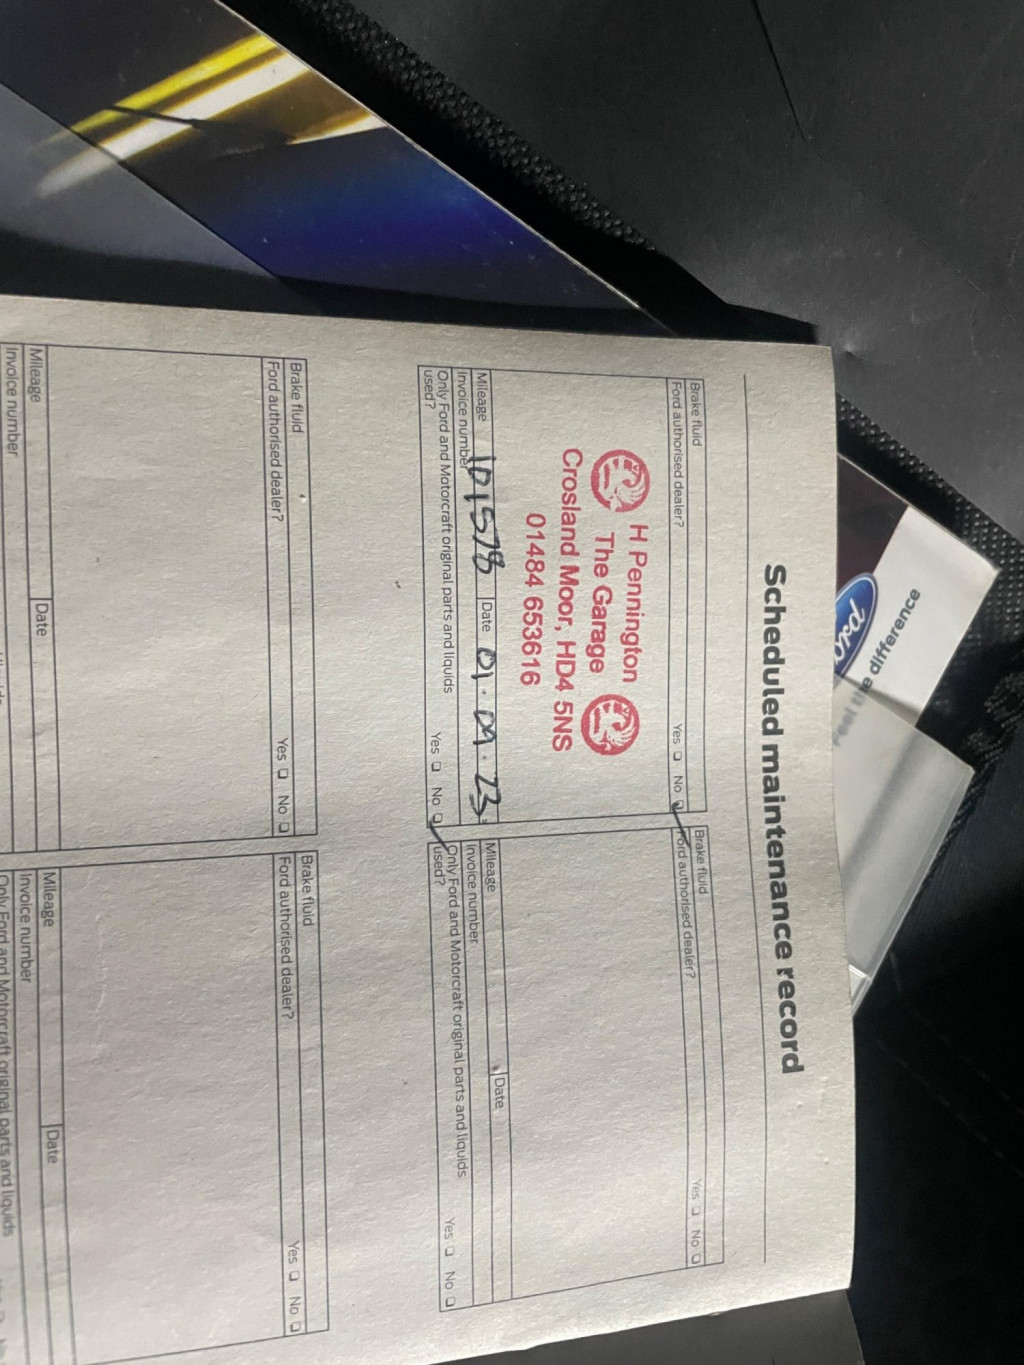 Feel the difference
Scheduled maintenance record
Brake fluid
Ford authorised dealer? Yes No
H Pennington
The Garage
Crosland Moor, HD4 5NS
01484 653616
Mileage 101578 Date 01.09.23
Invoice number
Only Ford and Motorcraft original parts and liquids
used? Yes No
Brake fluid
Ford authorised dealer? Yes No
Mileage Date
Invoice number
Only Ford and Motorcraft original parts and liquids
used? Yes No
Brake fluid
Ford authorised dealer? Yes No
Mileage Date
Invoice number
Brake fluid
Ford authorised dealer? Yes No
Mileage Date
Invoice number
Only Ford and Motorcraft original parts and liquids